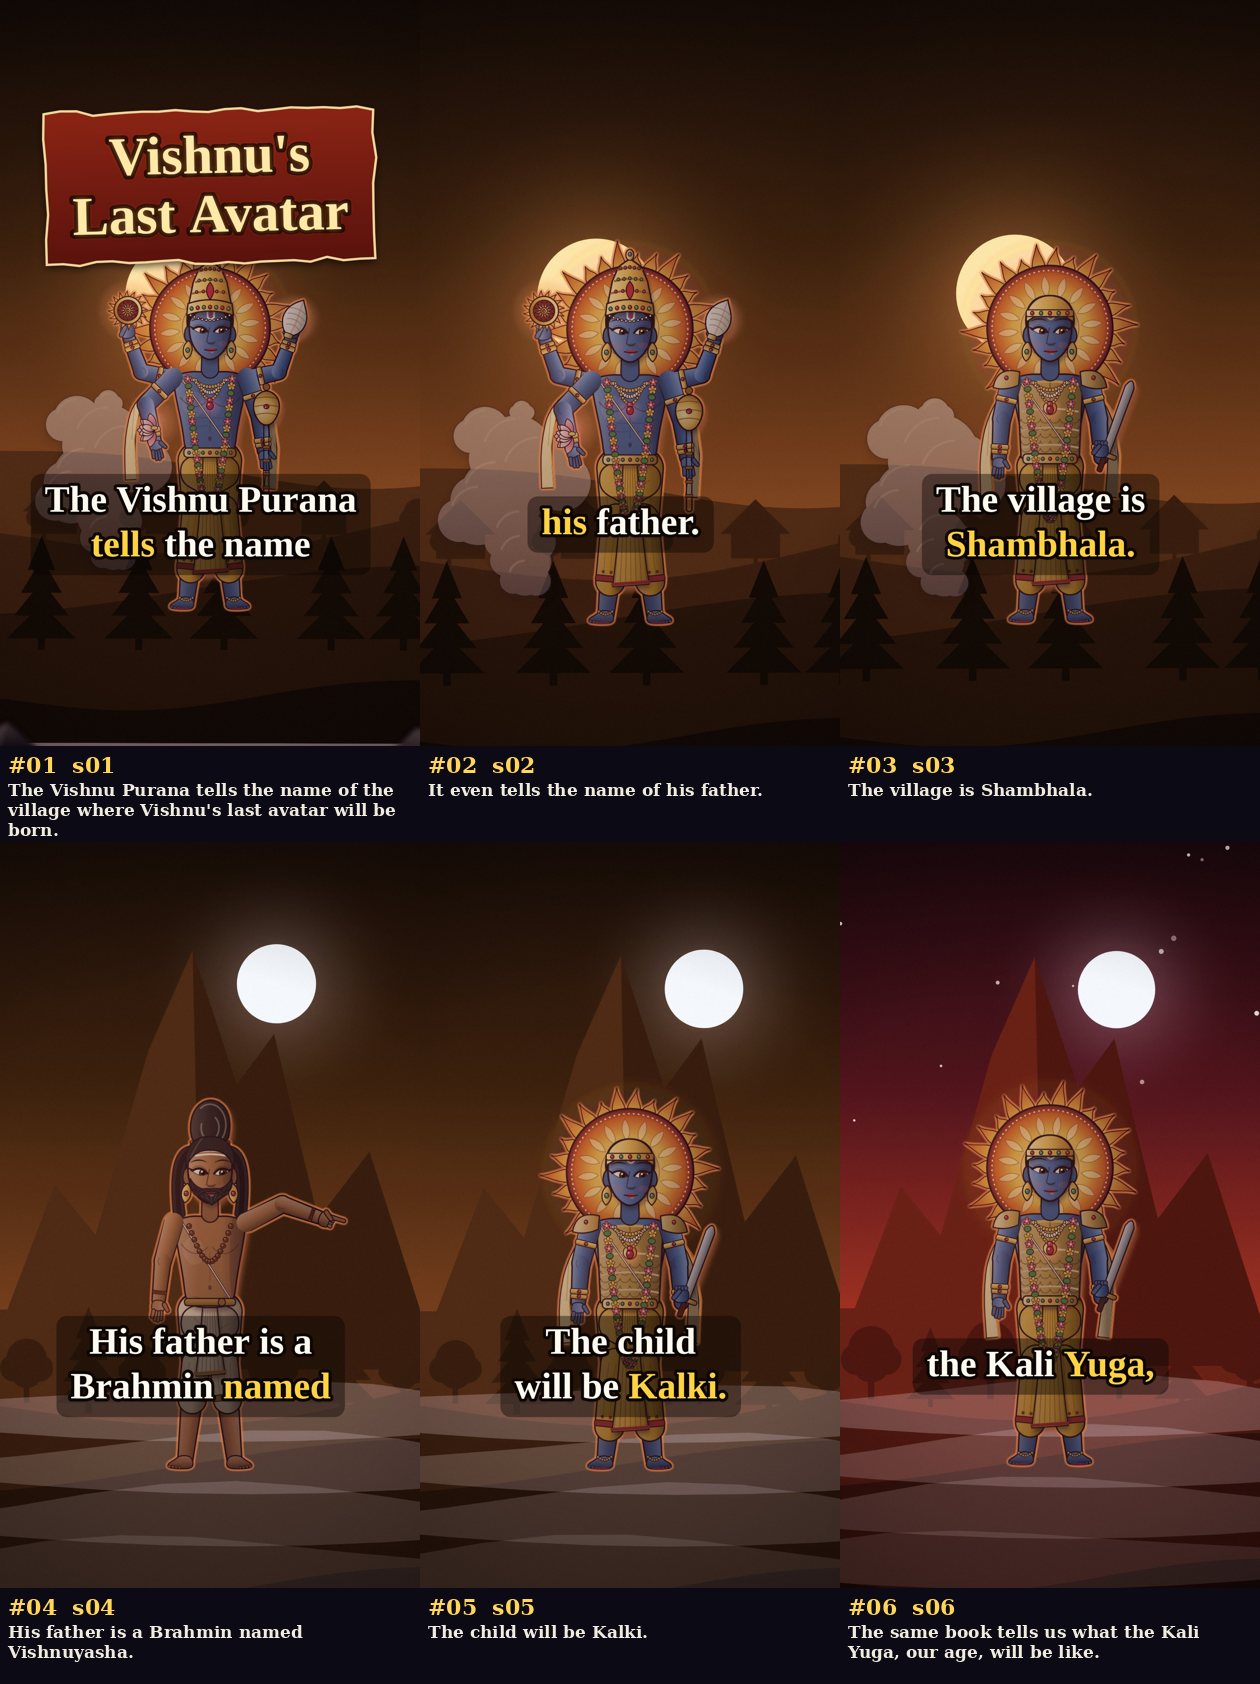 Vishnu's
Last Avatar
The Vishnu Purana
tells the name
his father.
The village is
Shambhala.
#01 s01
The Vishnu Purana tells the name of the
village where Vishnu's last avatar will be
born.
#02 s02
It even tells the name of his father.
#03 s03
The village is Shambhala.
His father is a
Brahmin named
The child
will be Kalki.
the Kali Yuga,
#04 s04
His father is a Brahmin named
Vishnuyasha.
#05 s05
The child will be Kalki.
#06 s06
The same book tells us what the Kali
Yuga, our age, will be like.